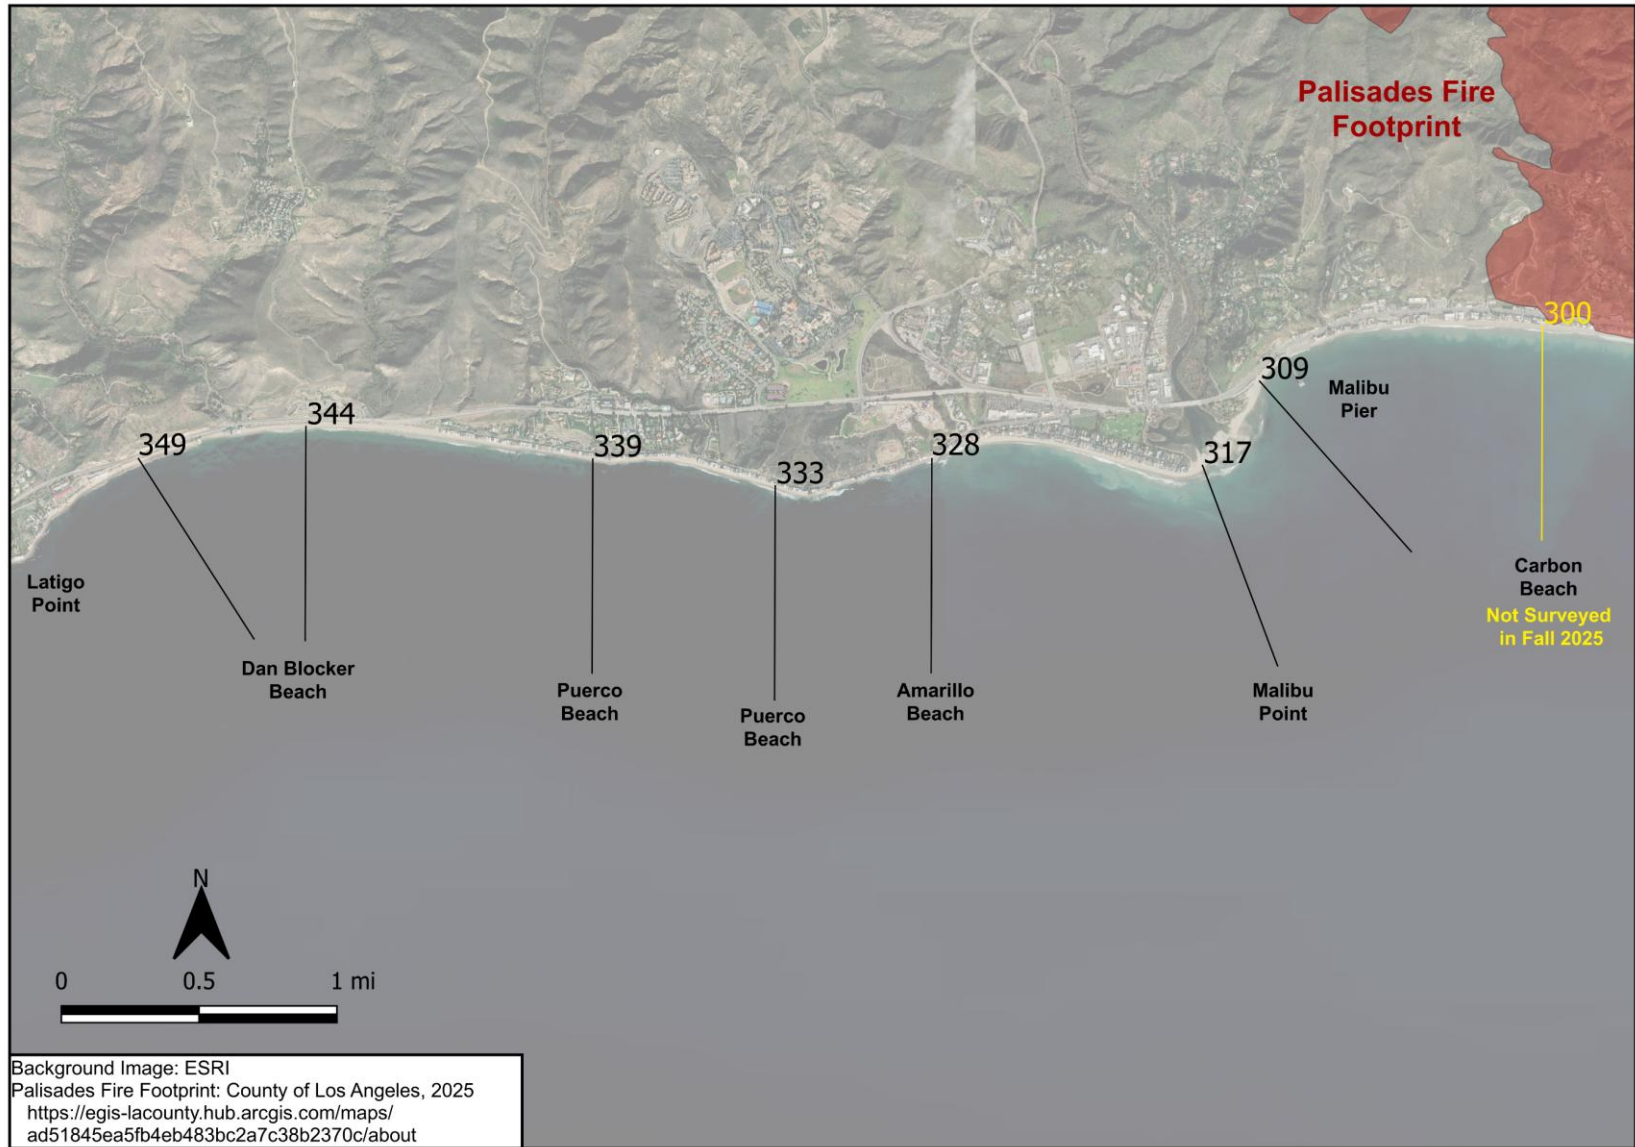 Palisades Fire
Footprint
300
309
Malibu
Pier
344
349
339
328
317
333
Latigo
Point
Carbon
Beach
Not Surveyed
in Fall 2025
Dan Blocker
Beach
Puerco
Beach
Puerco
Beach
Amarillo
Beach
Malibu
Point
N
0 0.5 1 mi
Background Image: ESRI
Palisades Fire Footprint: County of Los Angeles, 2025
https://egis-lacounty.hub.arcgis.com/maps/
ad51845ea5fb4eb483bc2a7c38b2370c/about